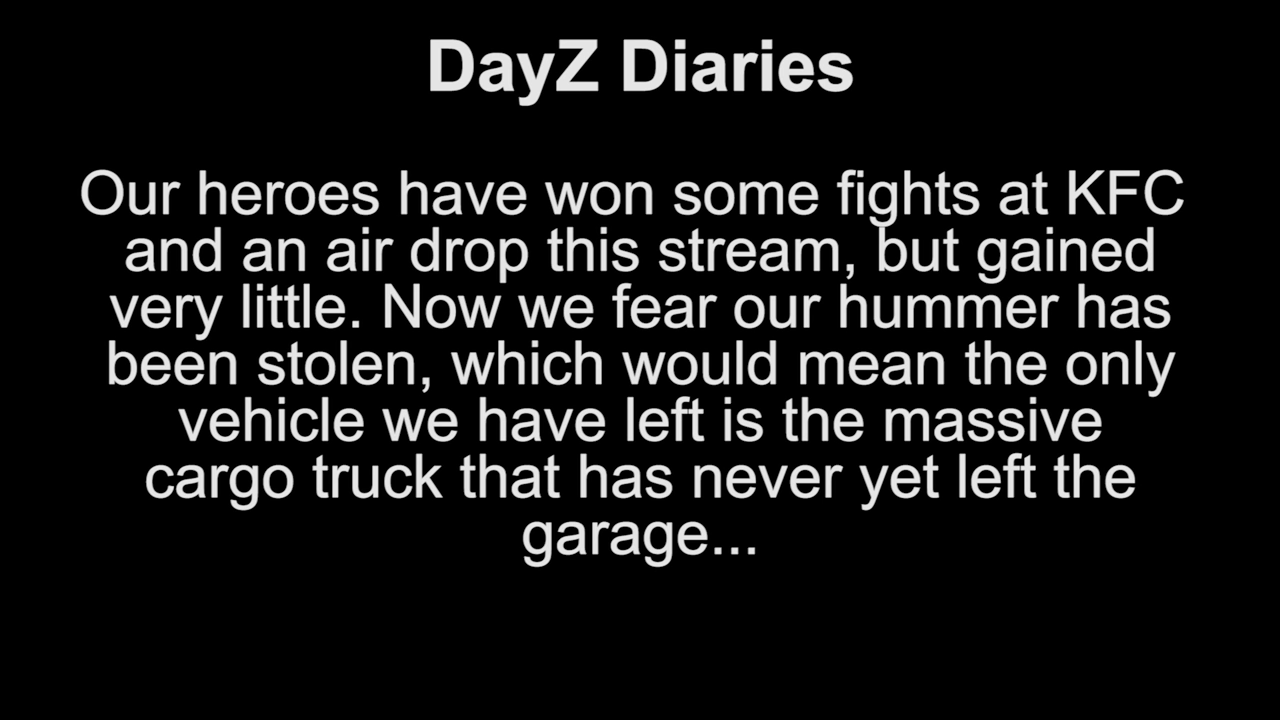 DayZ Diaries
Our heroes have won some fights at KFC
and an air drop this stream, but gained
very little. Now we fear our hummer has
been stolen, which would mean the only
vehicle we have left is the massive
cargo truck that has never yet left the
garage...